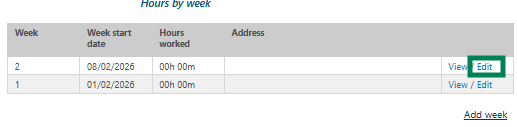 Hours by week
Week Week start date Hours worked Address
2 08/02/2026 00h 00m View / Edit
1 01/02/2026 00h 00m View / Edit
Add week